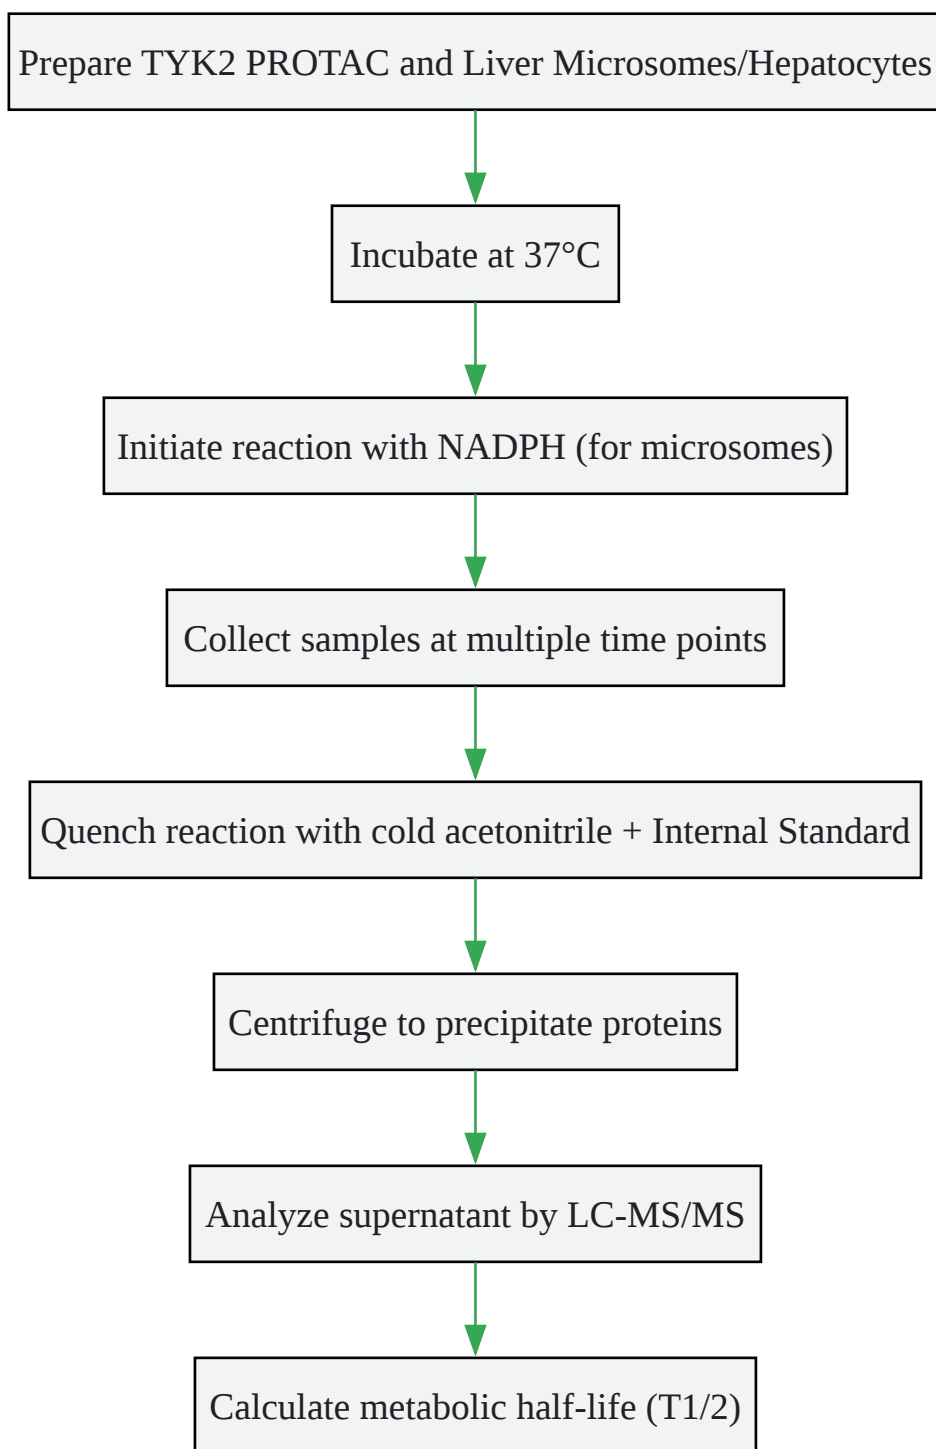 Prepare TYK2 PROTAC and Liver Microsomes/Hepatocytes
Incubate at 37°C
Initiate reaction with NADPH (for microsomes)
Collect samples at multiple time points
Quench reaction with cold acetonitrile + Internal Standard
Centrifuge to precipitate proteins
Analyze supernatant by LC-MS/MS
Calculate metabolic half-life (T1/2)